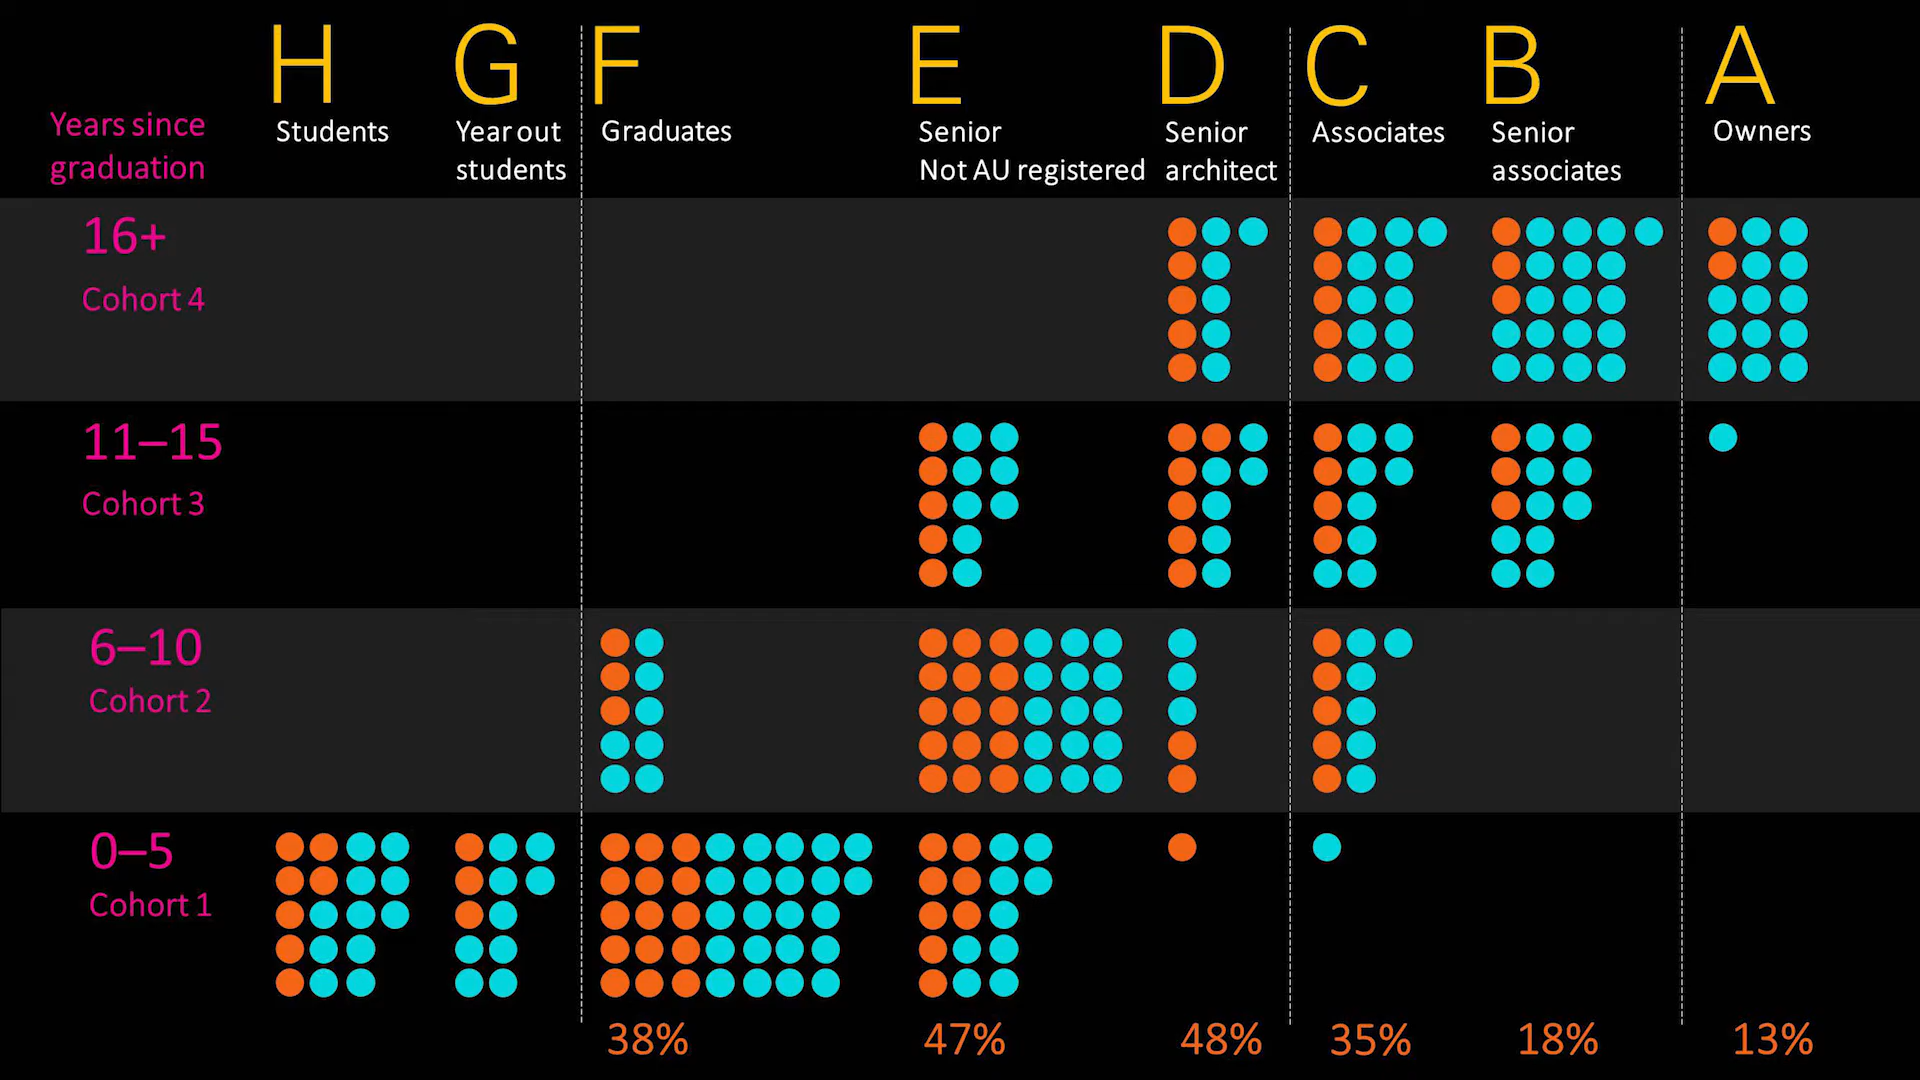 H G F E D C B A
Years since
graduation
Students
Year out
students
Graduates
Senior
Not AU registered
Senior
architect
Associates
Senior
associates
Owners
16+
Cohort 4
11–15
Cohort 3
6–10
Cohort 2
0–5
Cohort 1
38% 47% 48% 35% 18% 13%